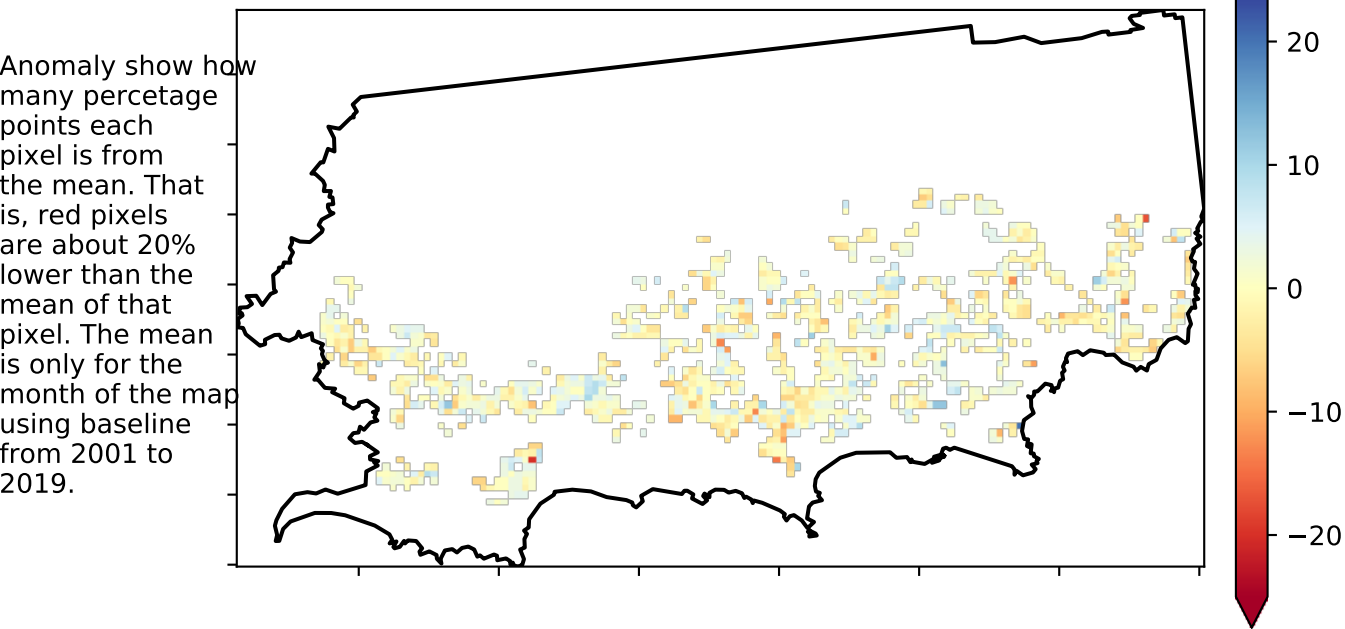 Anomaly show how
many percetage
points each
pixel is from
the mean. That
is, red pixels
are about 20%
lower than the
mean of that
pixel. The mean
is only for the
month of the map
using baseline
from 2001 to
2019.
20
10
0
−10
−20